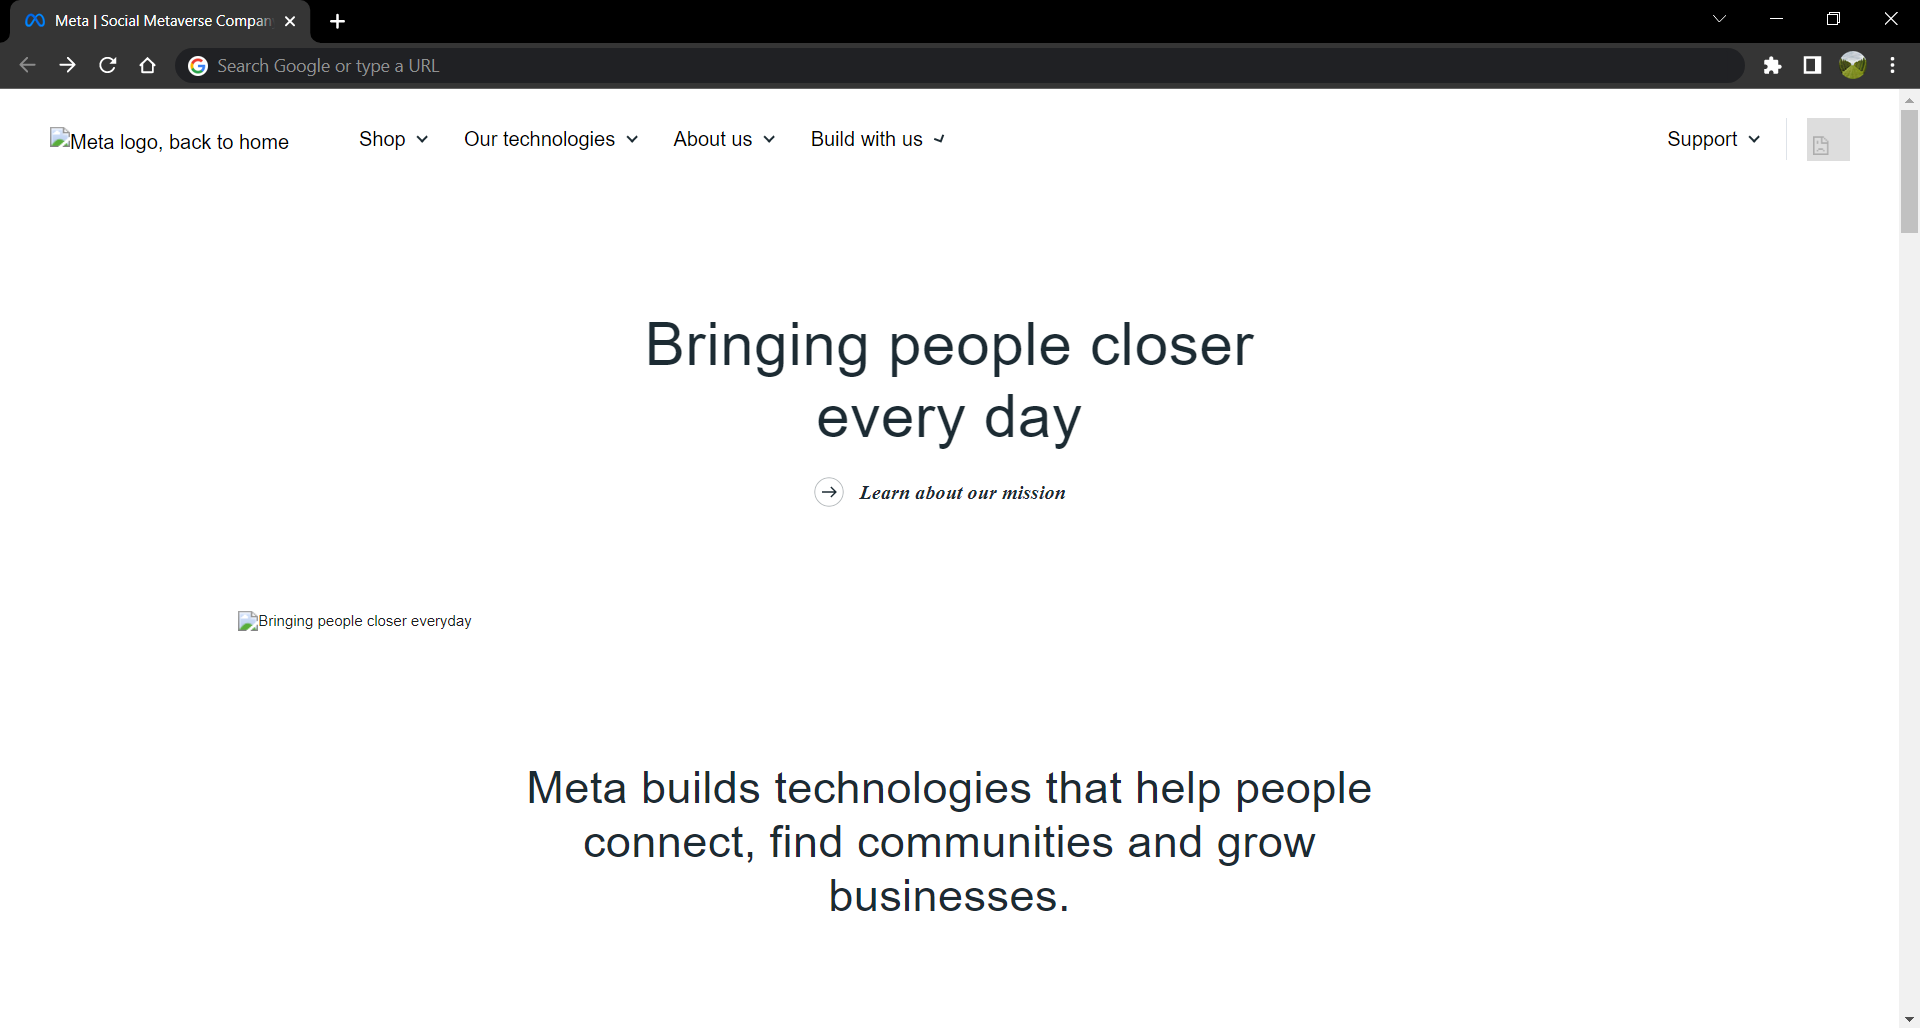 Meta | Social Metaverse Compan
Search Google or type a URL
Meta logo, back to home
Shop
Our technologies
About us
Build with us
Support
Bringing people closer
every day
Learn about our mission
Bringing people closer everyday
Meta builds technologies that help people
connect, find communities and grow
businesses.